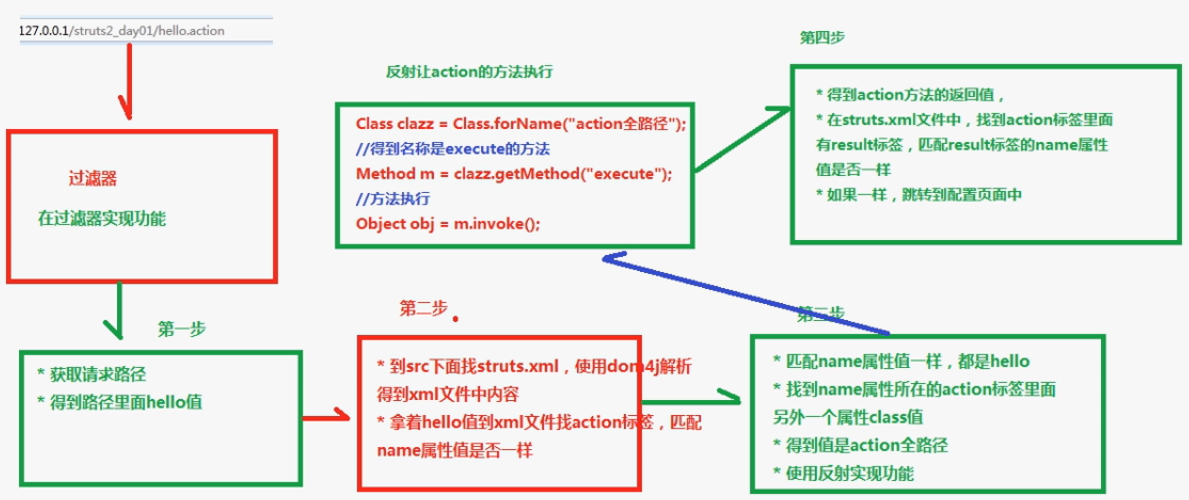 127.0.0.1/struts2_day01/hello.action
过滤器
在过滤器实现功能
第一步
* 获取请求路径
* 得到路径里面hello值
第二步
* 到src下面找struts.xml，使用dom4j解析
得到xml文件中内容
* 拿着hello值到xml文件找action标签，匹配
name属性值是否一样
第三步
* 匹配name属性值一样，都是hello
* 找到name属性所在的action标签里面
另外一个属性class值
* 得到值是action全路径
* 使用反射实现功能
反射让action的方法执行
Class clazz = Class.forName("action全路径");
//得到名称是execute的方法
Method m = clazz.getMethod("execute");
//方法执行
Object obj = m.invoke();
第四步
* 得到action方法的返回值，
* 在struts.xml文件中，找到action标签里面
有result标签，匹配result标签的name属性
值是否一样
* 如果一样，跳转到配置页面中